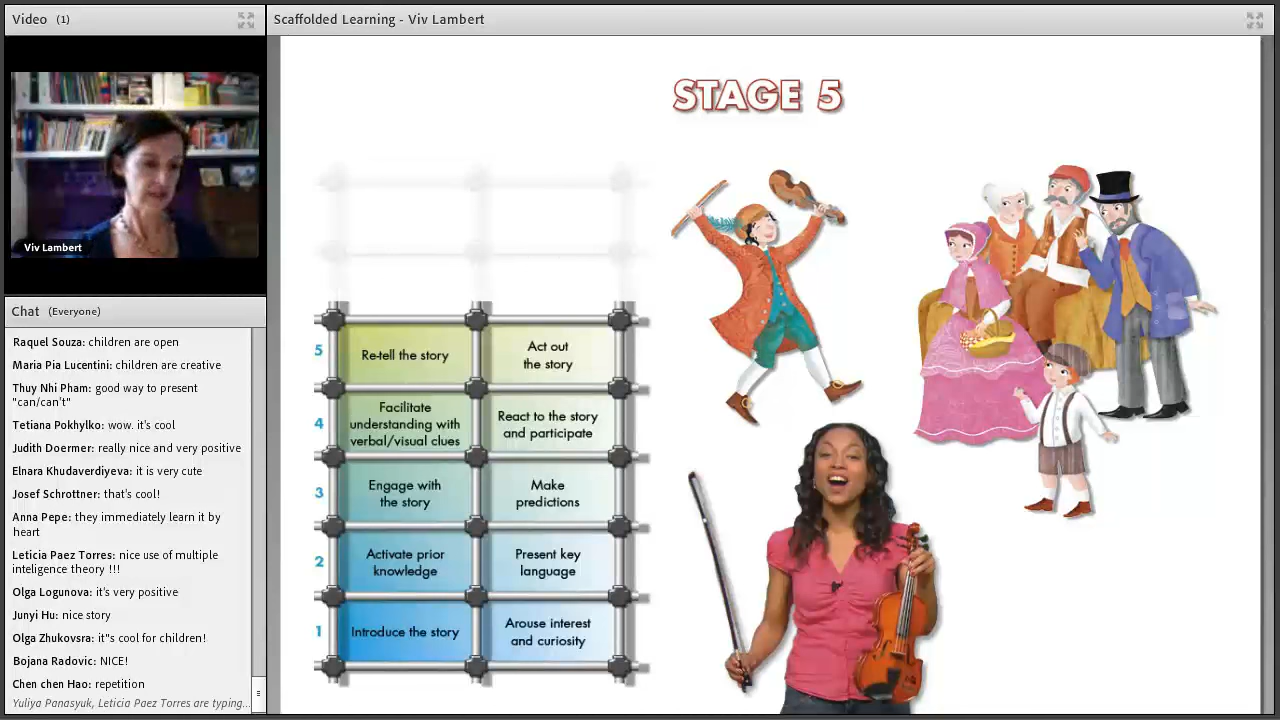 Video (1)
Scaffolded Learning - Viv Lambert
Viv Lambert
Chat (Everyone)
Raquel Souza: children are open
Maria Pia Lucentini: children are creative
Thuy Nhi Pham: good way to present
"can/can't"
Tetiana Pokhylko: wow. it's cool
Judith Doermer: really nice and very positive
Elnara Khudaverdiyeva: it is very cute
Josef Schrottner: that's cool!
Anna Pepe: they immediately learn it by
heart
Leticia Paez Torres: nice use of multiple
inteligence theory !!!
Olga Logunova: it's very positive
Junyi Hu: nice story
Olga Zhukovsra: it"s cool for children!
Bojana Radovic: NICE!
Chen chen Hao: repetition
Yuliya Panasyuk, Leticia Paez Torres are typing...
STAGE 5
5
Re-tell the story
Act out
the story
4
Facilitate
understanding with
verbal/visual clues
React to the story
and participate
3
Engage with
the story
Make
predictions
2
Activate prior
knowledge
Present key
language
1
Introduce the story
Arouse interest
and curiosity